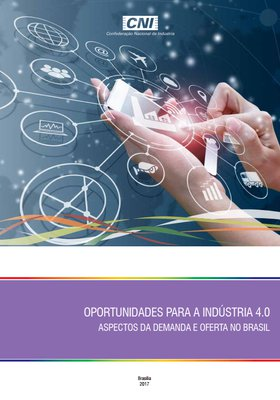 CNI
Confederação Nacional da Indústria
OPORTUNIDADES PARA A INDÚSTRIA 4.0
ASPECTOS DA DEMANDA E OFERTA NO BRASIL
Brasília
2017